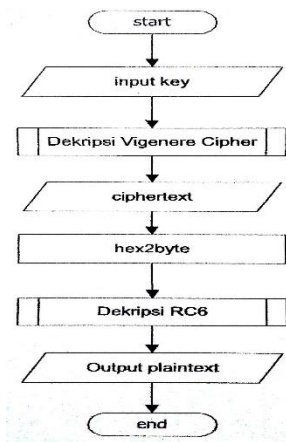 start
input key
Dekripsi Vigenere Cipher
ciphertext
hex2byte
Dekripsi RC6
Output plaintext
end